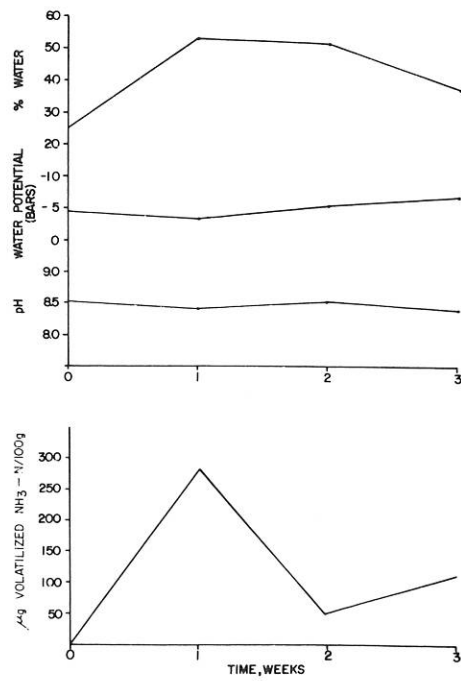 % WATER
60
50
40
30
20
WATER POTENTIAL
(BARS)
-10
-5
0
pH
9.0
8.5
8.0
0 1 2 3
µg VOLATILIZED NH3-N/100g
300
250
200
150
100
50
0 1 2 3
TIME, WEEKS